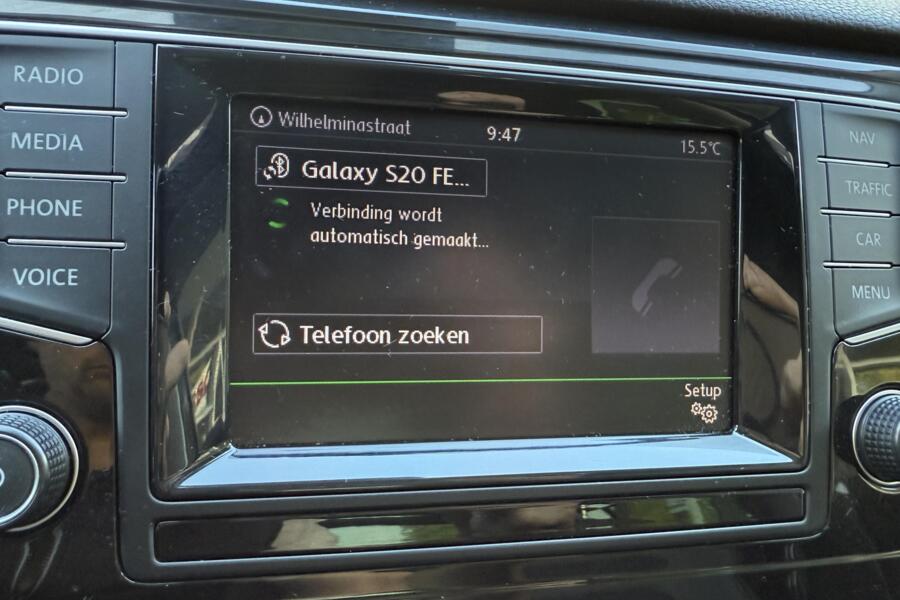 RADIO
MEDIA
PHONE
VOICE
Wilhelminastraat
9:47
15.5°C
Galaxy S20 FE...
Verbinding wordt
automatisch gemaakt...
Telefoon zoeken
Setup
NAV
TRAFFIC
CAR
MENU